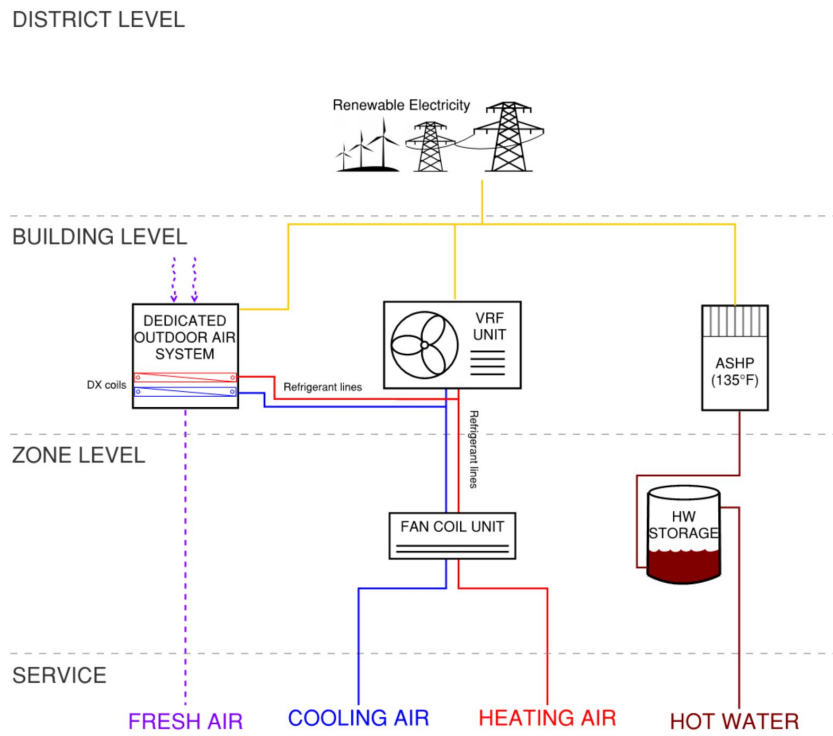 DISTRICT LEVEL
Renewable Electricity
BUILDING LEVEL
DEDICATED
OUTDOOR AIR
SYSTEM
VRF
UNIT
ASHP
(135°F)
DX coils
Refrigerant lines
Refrigerant lines
ZONE LEVEL
FAN COIL UNIT
HW
STORAGE
SERVICE
FRESH AIR
COOLING AIR
HEATING AIR
HOT WATER